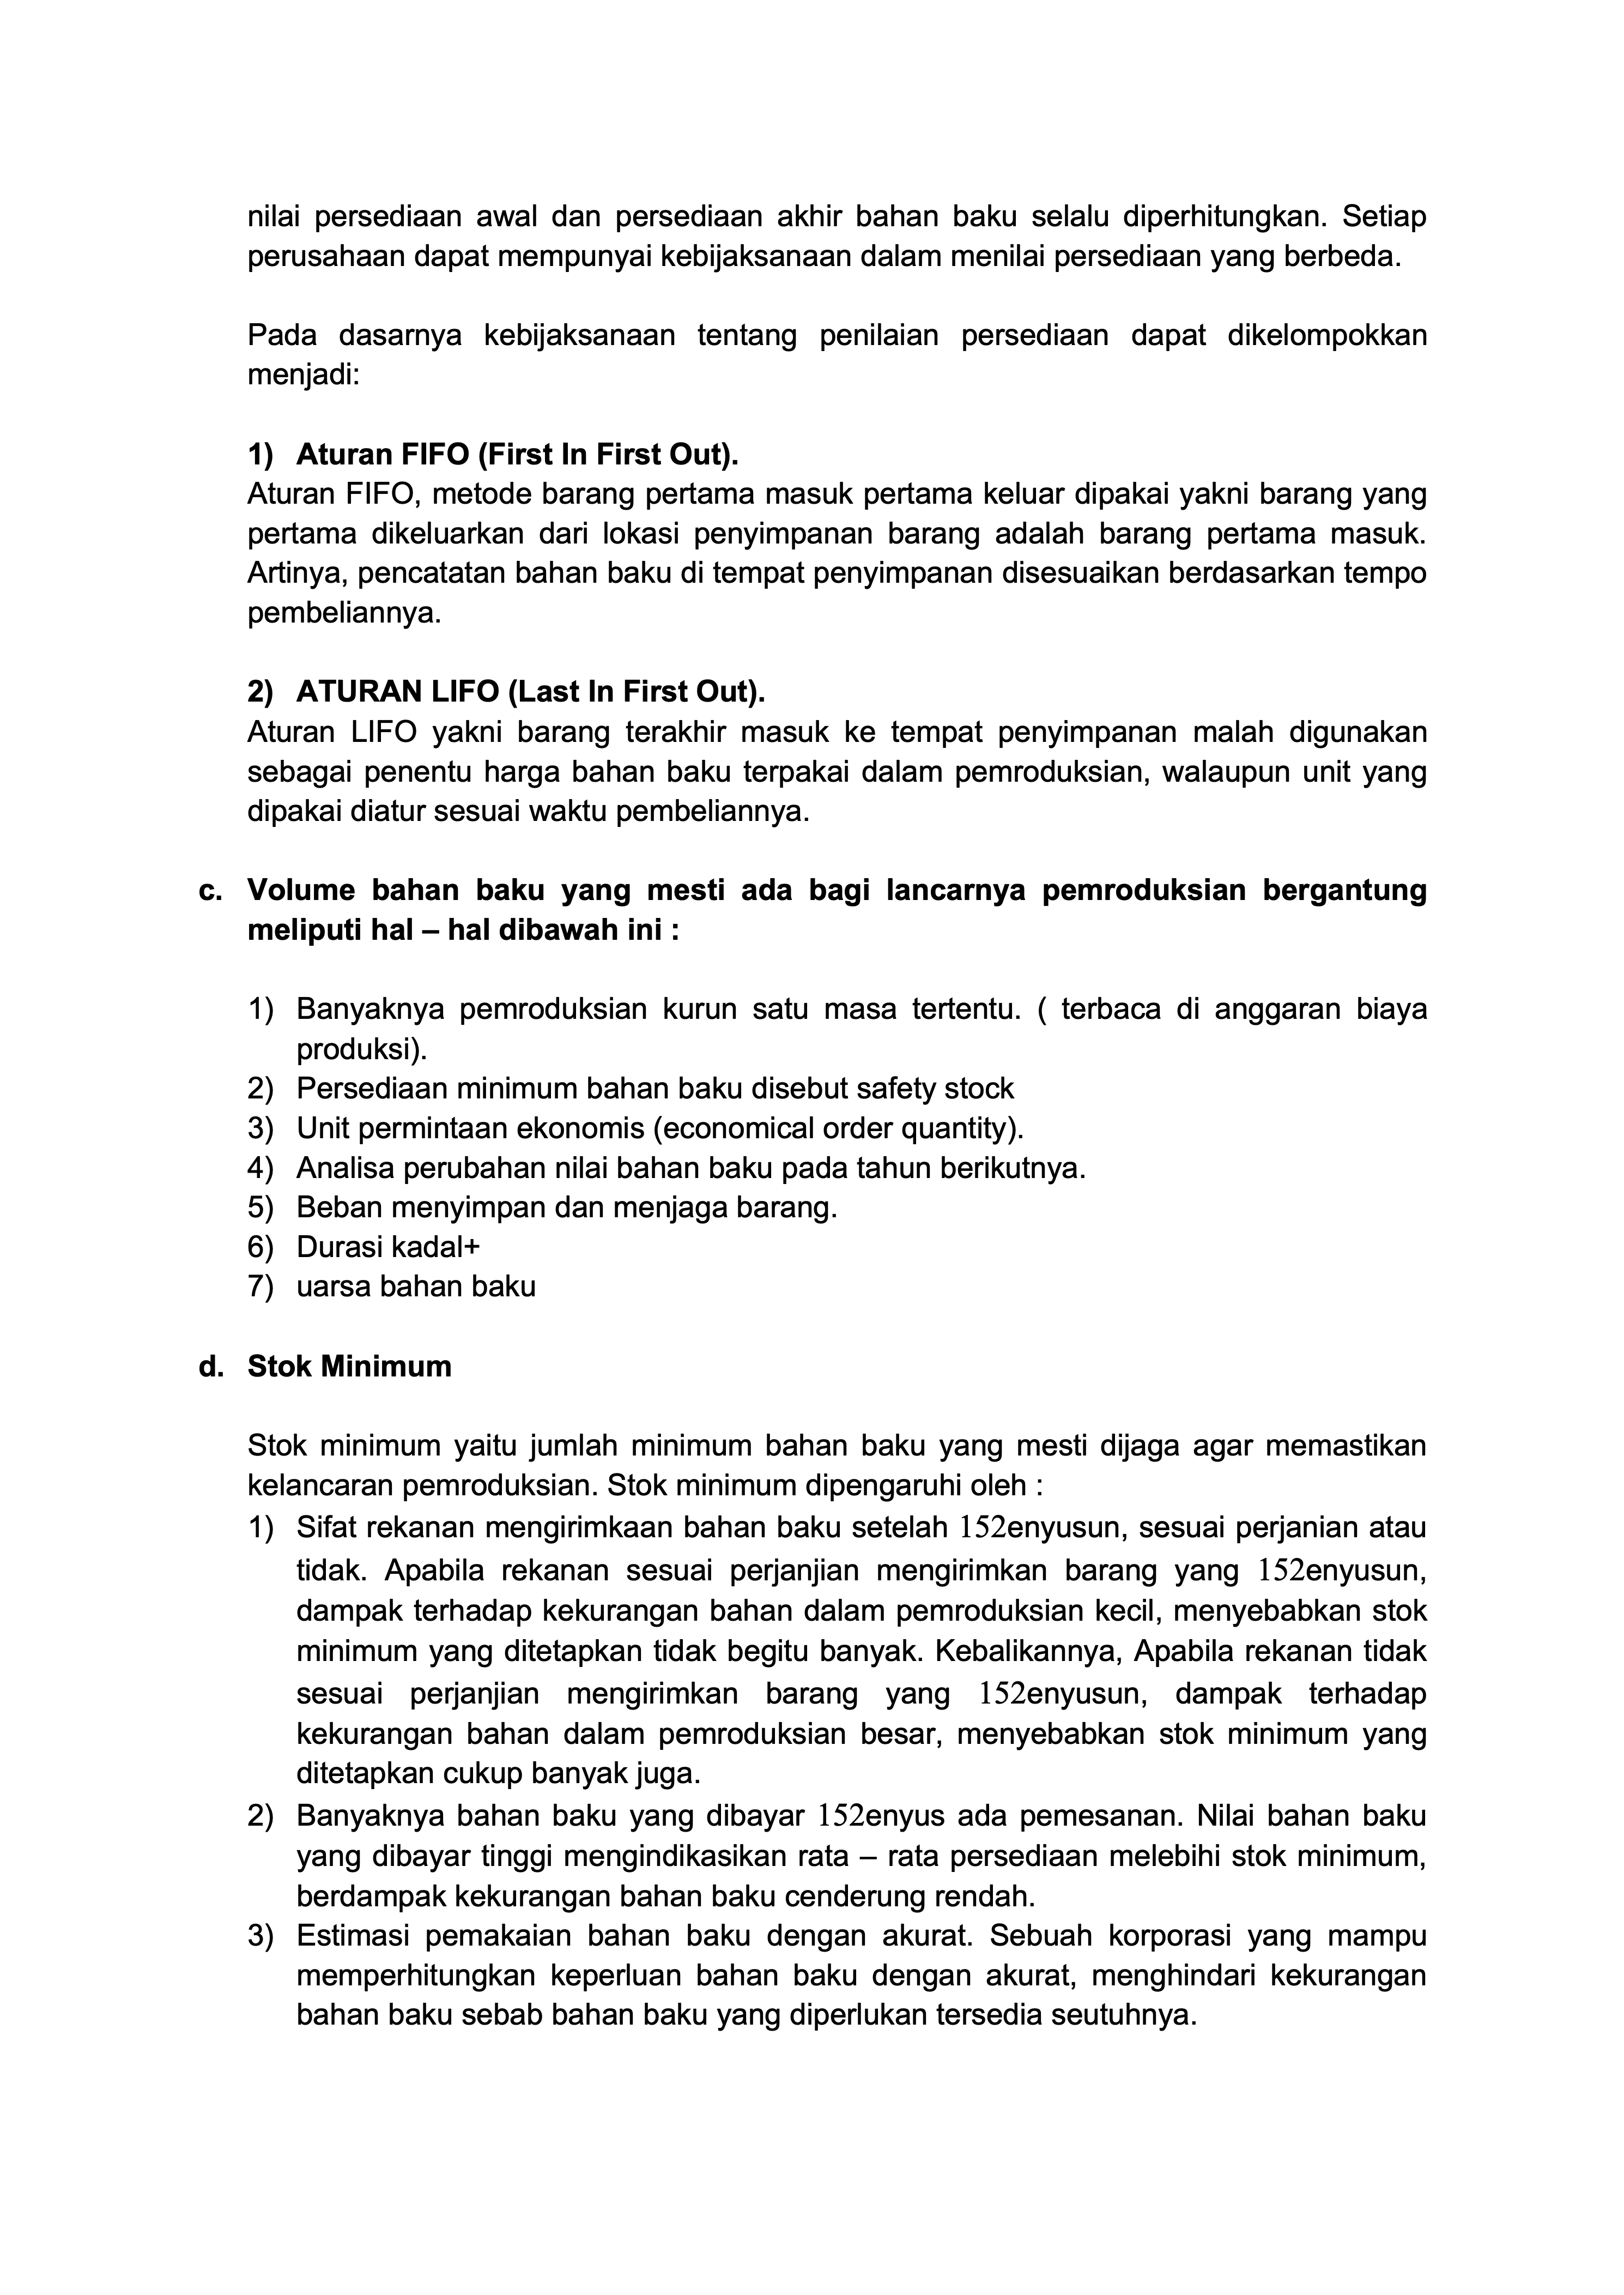 nilai persediaan awal dan persediaan akhir bahan baku selalu diperhitungkan. Setiap
perusahaan dapat mempunyai kebijaksanaan dalam menilai persediaan yang berbeda.
Pada dasarnya kebijaksanaan tentang penilaian persediaan dapat dikelompokkan
menjadi:
1) Aturan FIFO (First In First Out).
Aturan FIFO, metode barang pertama masuk pertama keluar dipakai yakni barang yang
pertama dikeluarkan dari lokasi penyimpanan barang adalah barang pertama masuk.
Artinya, pencatatan bahan baku di tempat penyimpanan disesuaikan berdasarkan tempo
pembeliannya.
2) ATURAN LIFO (Last In First Out).
Aturan LIFO yakni barang terakhir masuk ke tempat penyimpanan malah digunakan
sebagai penentu harga bahan baku terpakai dalam pemroduksian, walaupun unit yang
dipakai diatur sesuai waktu pembeliannya.
c. Volume bahan baku yang mesti ada bagi lancarnya pemroduksian bergantung
meliputi hal – hal dibawah ini :
1) Banyaknya pemroduksian kurun satu masa tertentu. ( terbaca di anggaran biaya
produksi).
2) Persediaan minimum bahan baku disebut safety stock
3) Unit permintaan ekonomis (economical order quantity).
4) Analisa perubahan nilai bahan baku pada tahun berikutnya.
5) Beban menyimpan dan menjaga barang.
6) Durasi kadal+
7) uarsa bahan baku
d. Stok Minimum
Stok minimum yaitu jumlah minimum bahan baku yang mesti dijaga agar memastikan
kelancaran pemroduksian. Stok minimum dipengaruhi oleh :
1) Sifat rekanan mengirimkaan bahan baku setelah 152enyusun, sesuai perjanian atau
tidak. Apabila rekanan sesuai perjanjian mengirimkan barang yang 152enyusun,
dampak terhadap kekurangan bahan dalam pemroduksian kecil, menyebabkan stok
minimum yang ditetapkan tidak begitu banyak. Kebalikannya, Apabila rekanan tidak
sesuai perjanjian mengirimkan barang yang 152enyusun, dampak terhadap
kekurangan bahan dalam pemroduksian besar, menyebabkan stok minimum yang
ditetapkan cukup banyak juga.
2) Banyaknya bahan baku yang dibayar 152enyus ada pemesanan. Nilai bahan baku
yang dibayar tinggi mengindikasikan rata – rata persediaan melebihi stok minimum,
berdampak kekurangan bahan baku cenderung rendah.
3) Estimasi pemakaian bahan baku dengan akurat. Sebuah korporasi yang mampu
memperhitungkan keperluan bahan baku dengan akurat, menghindari kekurangan
bahan baku sebab bahan baku yang diperlukan tersedia seutuhnya.